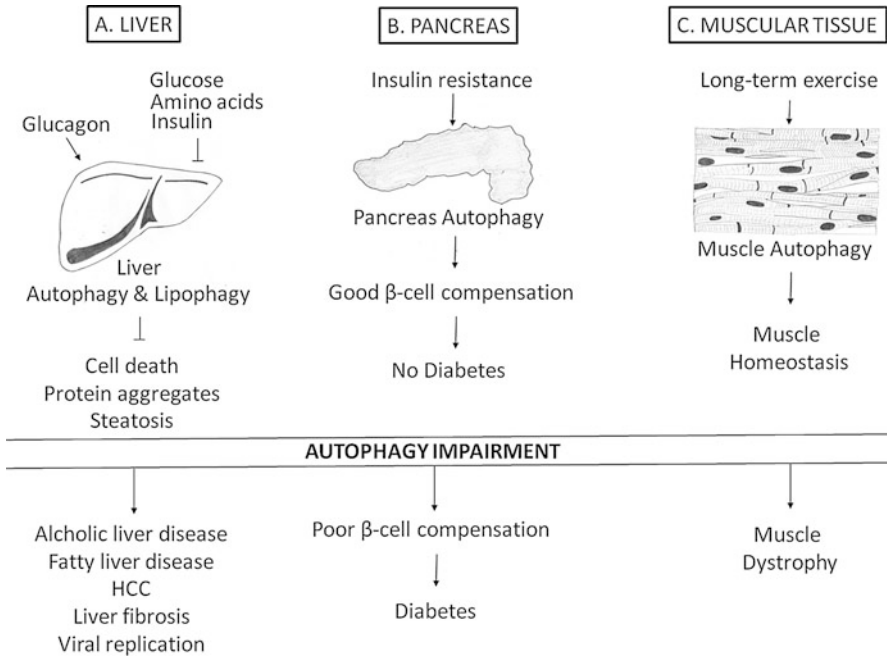 A. LIVER
Glucose
Amino acids
Insulin
Glucagon
Liver
Autophagy & Lipophagy
Cell death
Protein aggregates
Steatosis
B. PANCREAS
Insulin resistance
Pancreas Autophagy
Good β-cell compensation
No Diabetes
C. MUSCULAR TISSUE
Long-term exercise
Muscle Autophagy
Muscle
Homeostasis
AUTOPHAGY IMPAIRMENT
Alcholic liver disease
Fatty liver disease
HCC
Liver fibrosis
Viral replication
Poor β-cell compensation
Diabetes
Muscle
Dystrophy